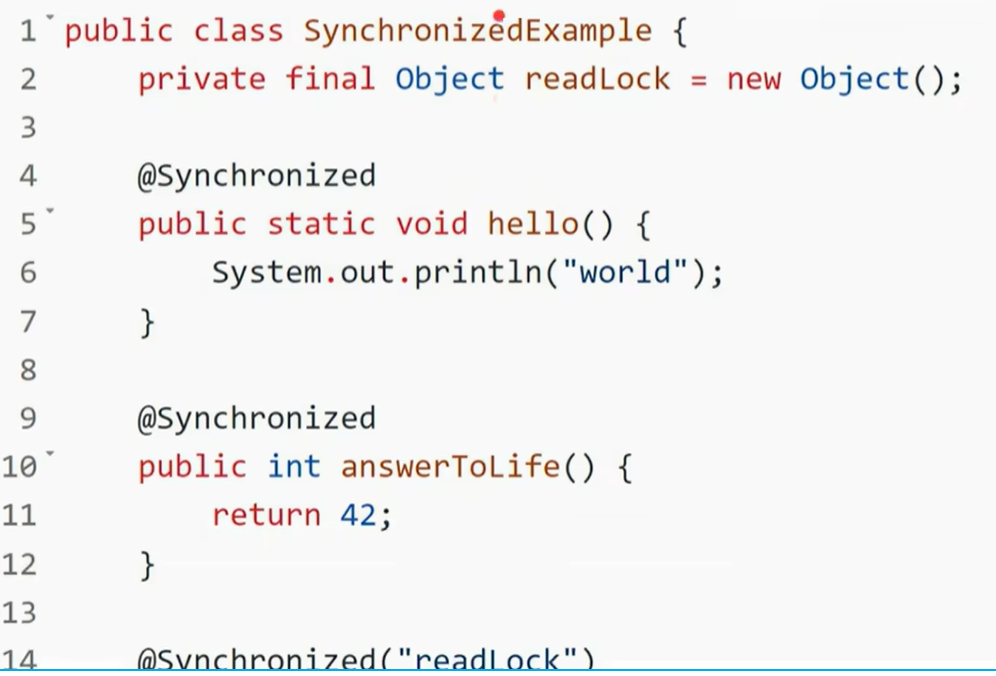 1 public class SynchronizedExample {
2     private final Object readLock = new Object();
3
4     @Synchronized
5     public static void hello() {
6         System.out.println("world");
7     }
8
9     @Synchronized
10     public int answerToLife() {
11         return 42;
12     }
13
14     @Synchronized("readLock")